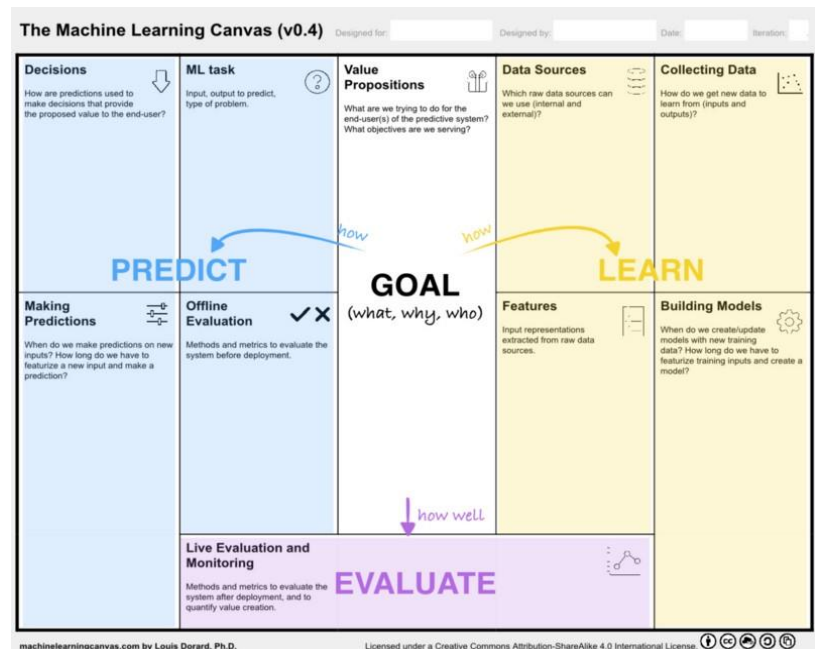 The Machine Learning Canvas (v0.4)
Designed for:
Designed by:
Date:
Iteration:
Decisions
How are predictions used to
make decisions that provide
the proposed value to the end-user?
ML task
Input, output to predict,
type of problem.
Value
Propositions
What are we trying to do for the
end-user(s) of the predictive system?
What objectives are we serving?
Data Sources
Which raw data sources can
we use (internal and
external)?
Collecting Data
How do we get new data to
learn from (inputs and
outputs)?
how
how
PREDICT
GOAL
(what, why, who)
LEARN
Making
Predictions
When do we make predictions on new
inputs? How long do we have to
featurize a new input and make a
prediction?
Offline
Evaluation
Methods and metrics to evaluate the
system before deployment.
Features
Input representations
extracted from raw data
sources.
Building Models
When do we create/update
models with new training
data? How long do we have to
featurize training inputs and create a
model?
how well
Live Evaluation and
Monitoring
Methods and metrics to evaluate the
system after deployment, and to
quantify value creation.
EVALUATE
machinelearningcanvas.com by Louis Dorard, Ph.D.
Licensed under a Creative Commons Attribution-ShareAlike 4.0 International License.